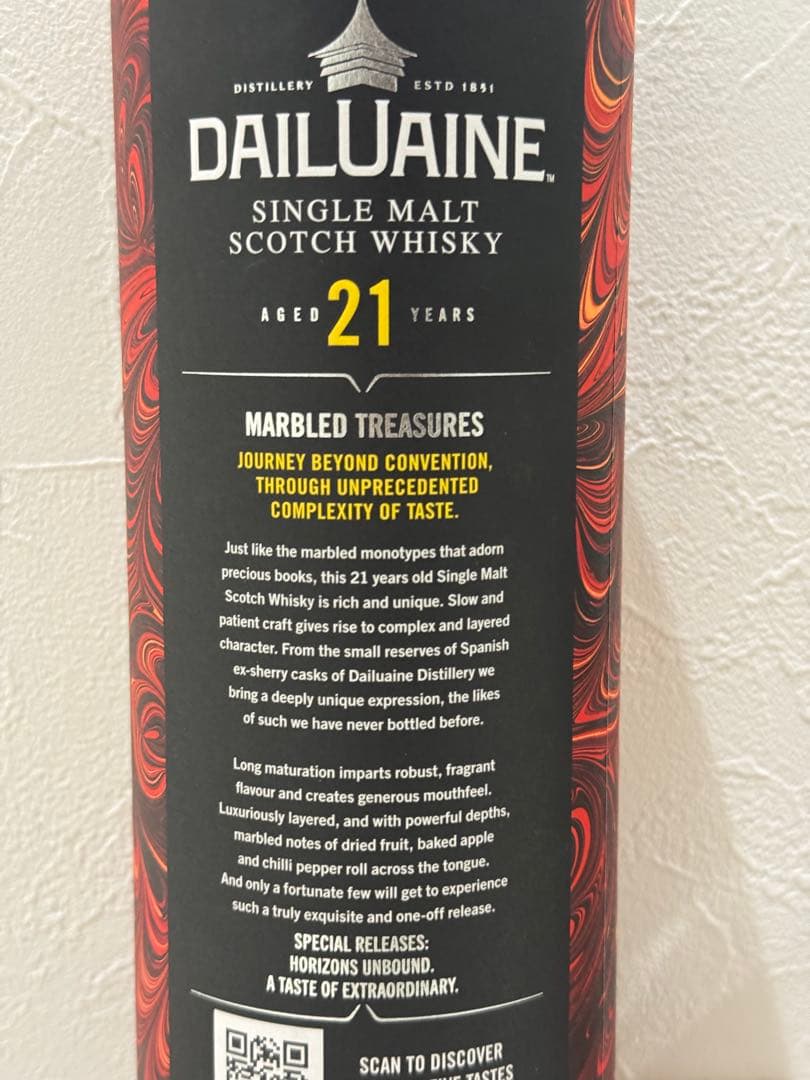 DISTILLERY ESTD 1851
DAILUAINE™
SINGLE MALT
SCOTCH WHISKY
AGED 21 YEARS
MARBLED TREASURES
JOURNEY BEYOND CONVENTION,
THROUGH UNPRECEDENTED
COMPLEXITY OF TASTE.
Just like the marbled monotypes that adorn
precious books, this 21 years old Single Malt
Scotch Whisky is rich and unique. Slow and
patient craft gives rise to complex and layered
character. From the small reserves of Spanish
ex-sherry casks of Dailuaine Distillery we
bring a deeply unique expression, the likes
of such we have never bottled before.
Long maturation imparts robust, fragrant
flavour and creates generous mouthfeel.
Luxuriously layered, and with powerful depths,
marbled notes of dried fruit, baked apple
and chilli pepper roll across the tongue.
And only a fortunate few will get to experience
such a truly exquisite and one-off release.
SPECIAL RELEASES:
HORIZONS UNBOUND.
A TASTE OF EXTRAORDINARY.
SCAN TO DISCOVER
TASTES